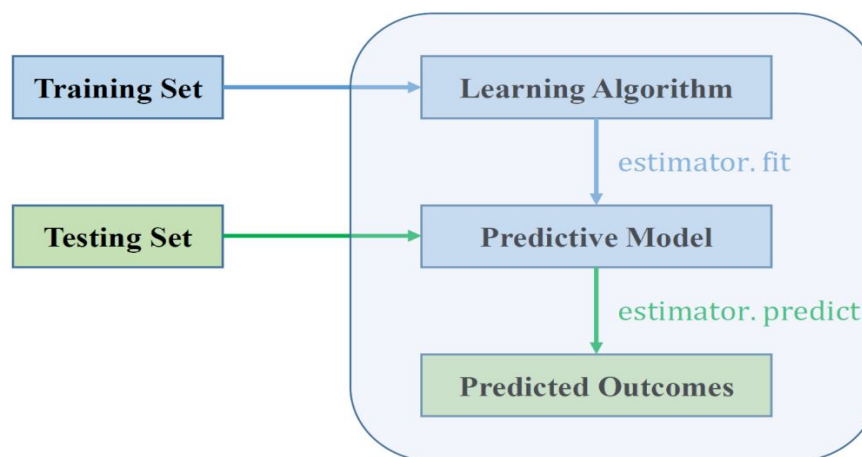 Training Set
Learning Algorithm
estimator. fit
Testing Set
Predictive Model
estimator. predict
Predicted Outcomes